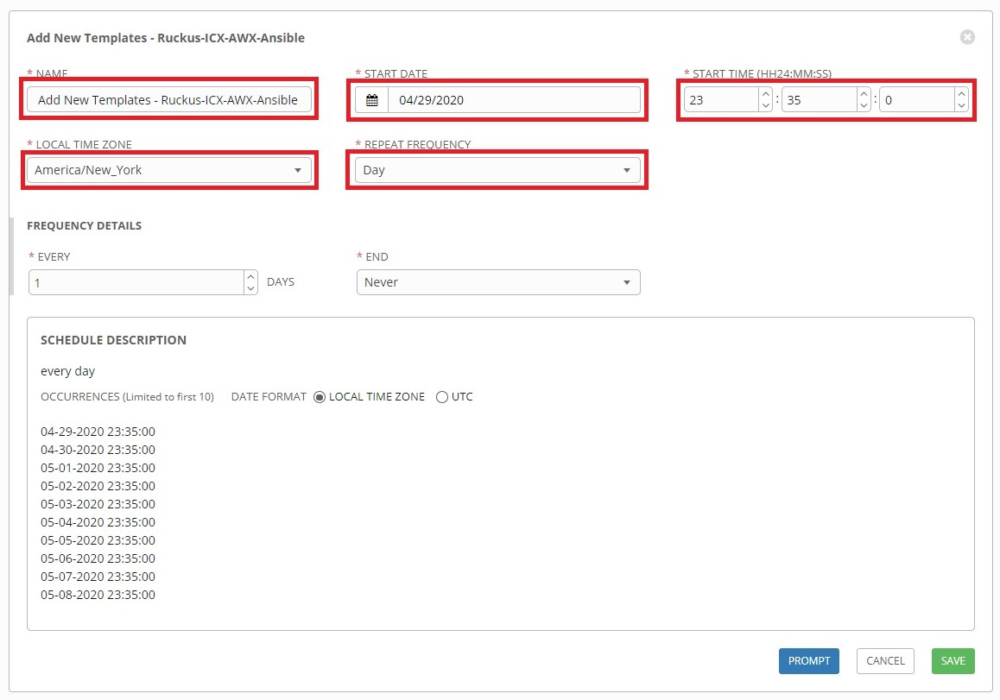 Add New Templates - Ruckus-ICX-AWX-Ansible
* NAME
* START DATE
* START TIME (HH24:MM:SS)
Add New Templates - Ruckus-ICX-AWX-Ansible
04/29/2020
23 : 35 : 0
* LOCAL TIME ZONE
* REPEAT FREQUENCY
America/New_York
Day
FREQUENCY DETAILS
* EVERY
* END
1 DAYS
Never
SCHEDULE DESCRIPTION
every day
OCCURRENCES (Limited to first 10) DATE FORMAT LOCAL TIME ZONE UTC
04-29-2020 23:35:00
04-30-2020 23:35:00
05-01-2020 23:35:00
05-02-2020 23:35:00
05-03-2020 23:35:00
05-04-2020 23:35:00
05-05-2020 23:35:00
05-06-2020 23:35:00
05-07-2020 23:35:00
05-08-2020 23:35:00
PROMPT CANCEL SAVE